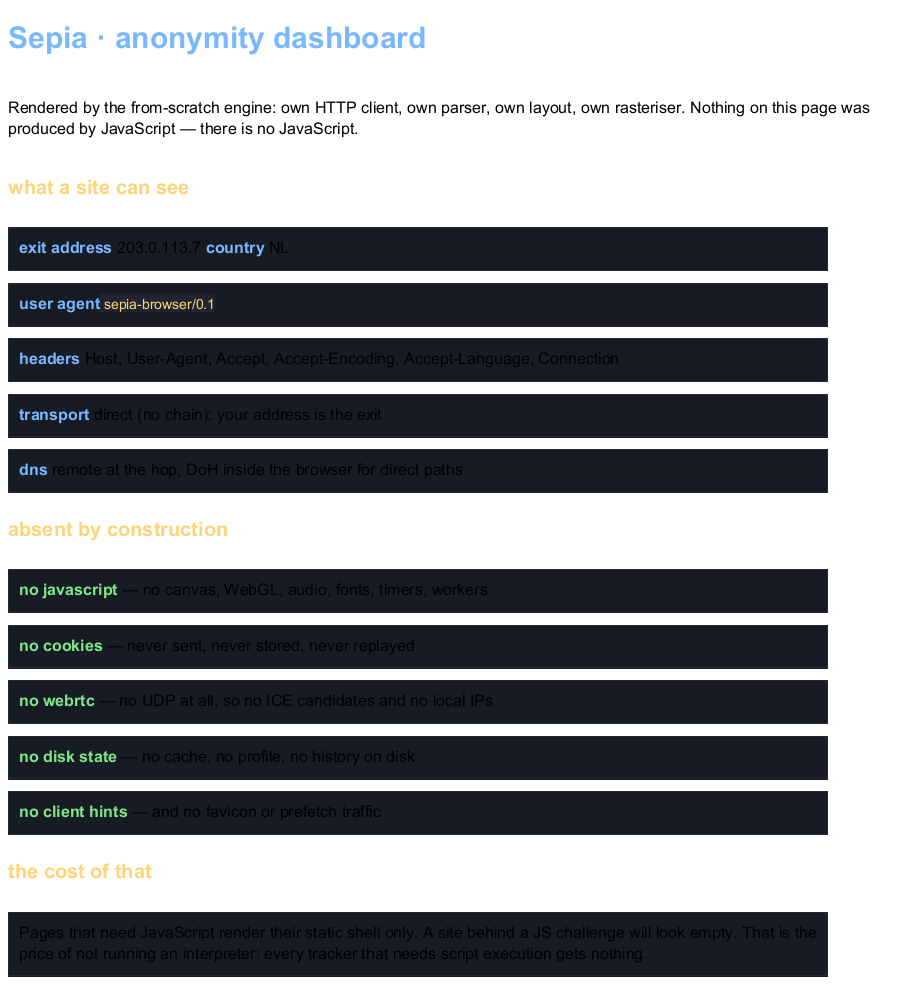 Sepia · anonymity dashboard
Rendered by the from-scratch engine: own HTTP client, own parser, own layout, own rasteriser. Nothing on this page was
produced by JavaScript — there is no JavaScript.
what a site can see
exit address 203.0.113.7 country NL
user agent sepia-browser/0.1
headers Host, User-Agent, Accept, Accept-Encoding, Accept-Language, Connection
transport direct (no chain): your address is the exit
dns remote at the hop, DoH inside the browser for direct paths
absent by construction
no javascript — no canvas, WebGL, audio, fonts, timers, workers
no cookies — never sent, never stored, never replayed
no webrtc — no UDP at all, so no ICE candidates and no local IPs
no disk state — no cache, no profile, no history on disk
no client hints — and no favicon or prefetch traffic
the cost of that
Pages that need JavaScript render their static shell only. A site behind a JS challenge will look empty. That is the
price of not running an interpreter: every tracker that needs script execution gets nothing.